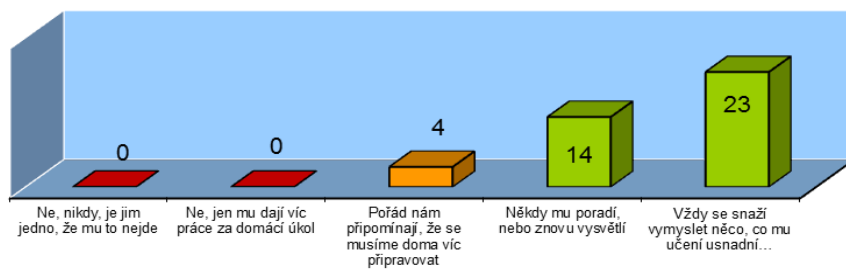 0
0
4
14
23
Ne, nikdy, je jim
jedno, že mu to nejde
Ne, jen mu dají víc
práce za domácí úkol
Pořád nám
připomínají, že se
musíme doma víc
připravovat
Někdy mu poradí,
nebo znovu vysvětlí
Vždy se snaží
vymyslet něco, co mu
učení usnadní…